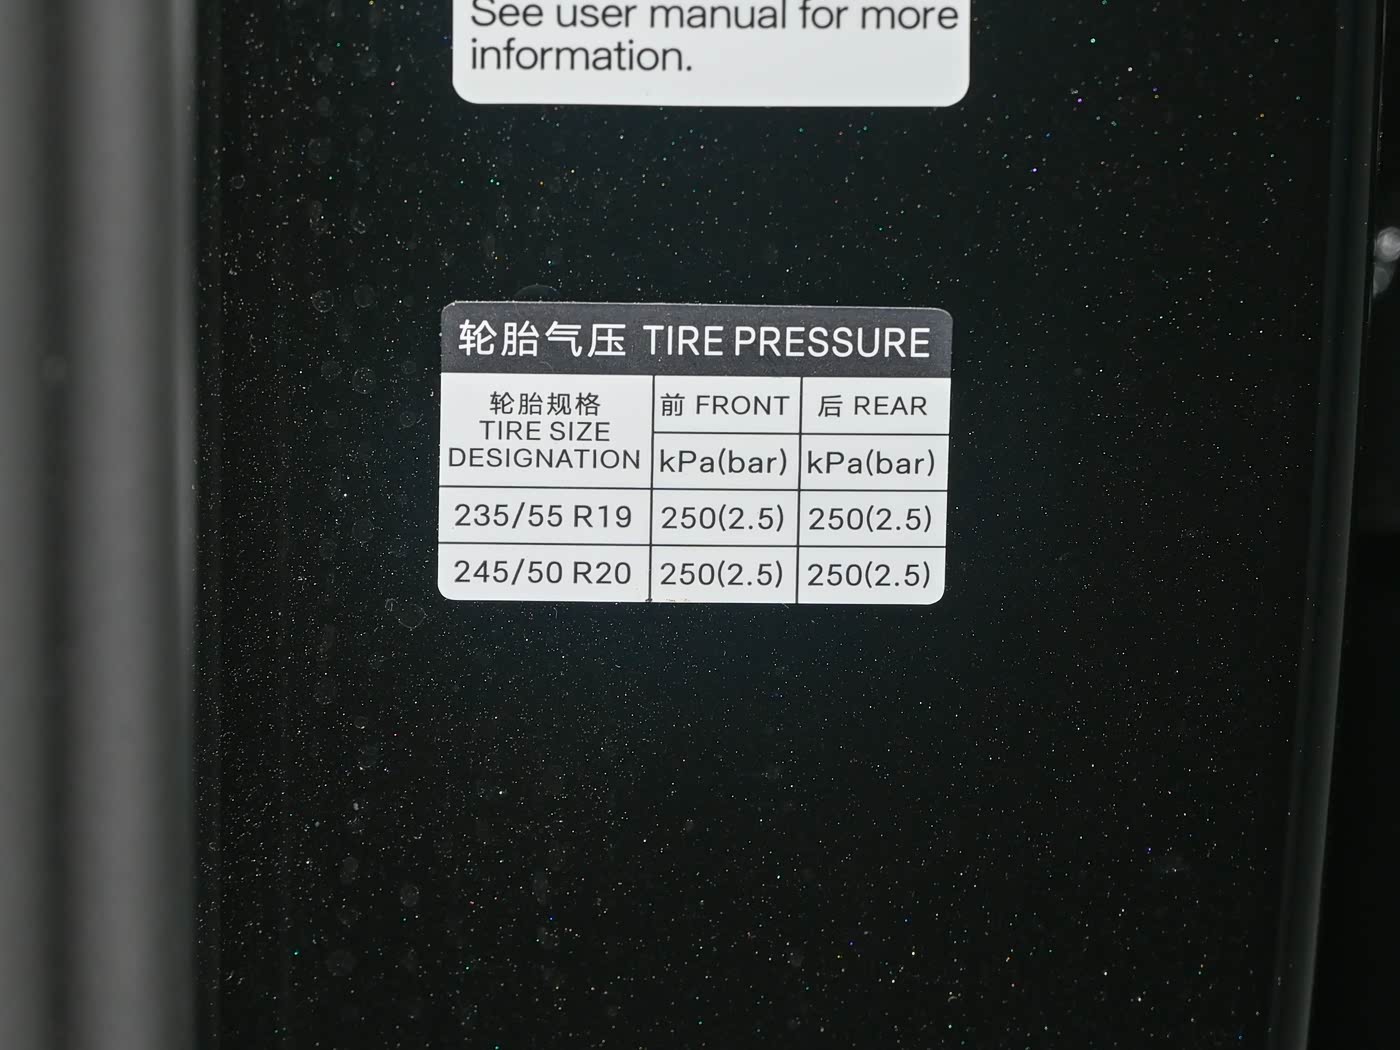 See user manual for more
information.
轮胎气压 TIRE PRESSURE
轮胎规格
TIRE SIZE
DESIGNATION
前 FRONT
后 REAR
kPa(bar)
kPa(bar)
235/55 R19
250(2.5)
250(2.5)
245/50 R20
250(2.5)
250(2.5)